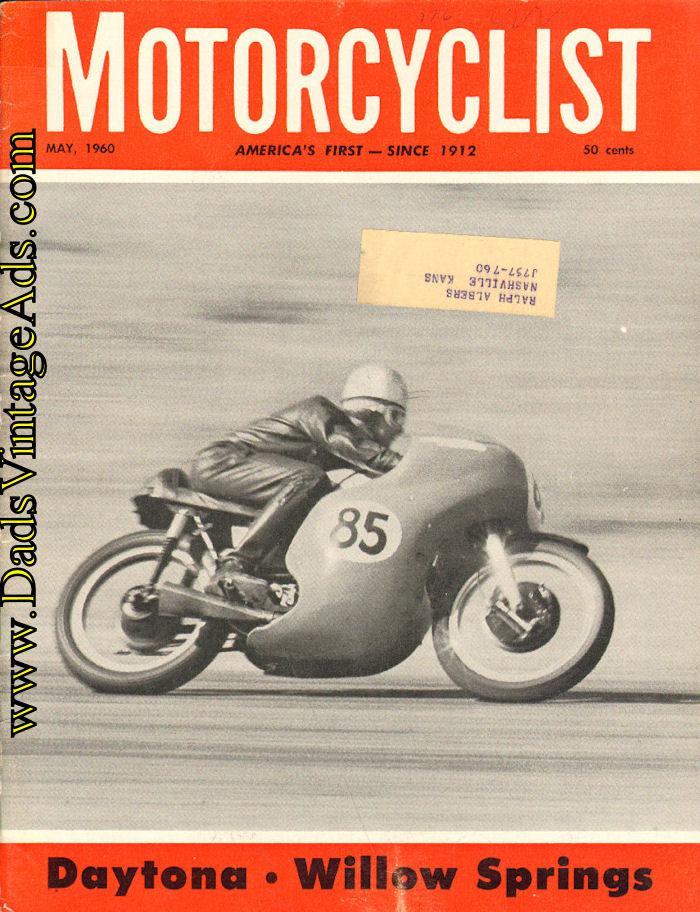 MOTORCYCLIST
MAY, 1960
AMERICA'S FIRST — SINCE 1912
50 cents
RALPH ALBERS
NASHVILLE KANS
J757-760
85
Daytona • Willow Springs
www.DadsVintageAds.com